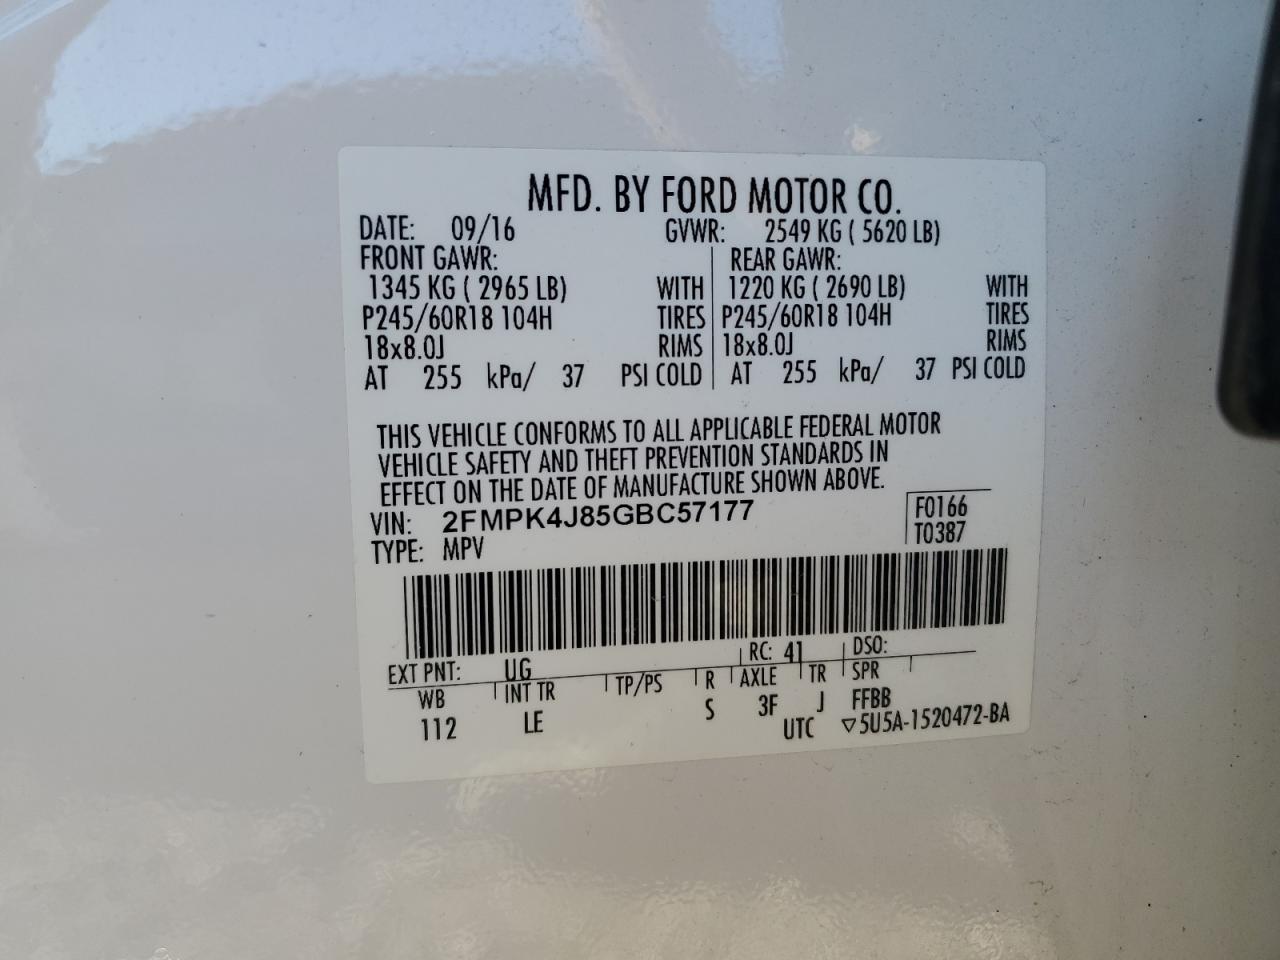 MFD. BY FORD MOTOR CO.
DATE: 09/16 GVWR: 2549 KG ( 5620 LB)
FRONT GAWR: REAR GAWR:
1345 KG ( 2965 LB) WITH 1220 KG ( 2690 LB) WITH
P245/60R18 104H TIRES P245/60R18 104H TIRES
18x8.0J RIMS 18x8.0J RIMS
AT 255 kPa/ 37 PSI COLD AT 255 kPa/ 37 PSI COLD
THIS VEHICLE CONFORMS TO ALL APPLICABLE FEDERAL MOTOR
VEHICLE SAFETY AND THEFT PREVENTION STANDARDS IN
EFFECT ON THE DATE OF MANUFACTURE SHOWN ABOVE.
VIN: 2FMPK4J85GBC57177 F0166
TYPE: MPV T0387
EXT PNT: UG RC: 41 DSO:
WB INT TR TP/PS R AXLE TR SPR
112 LE S 3F J FFBB
UTC ▽5U5A-1520472-BA